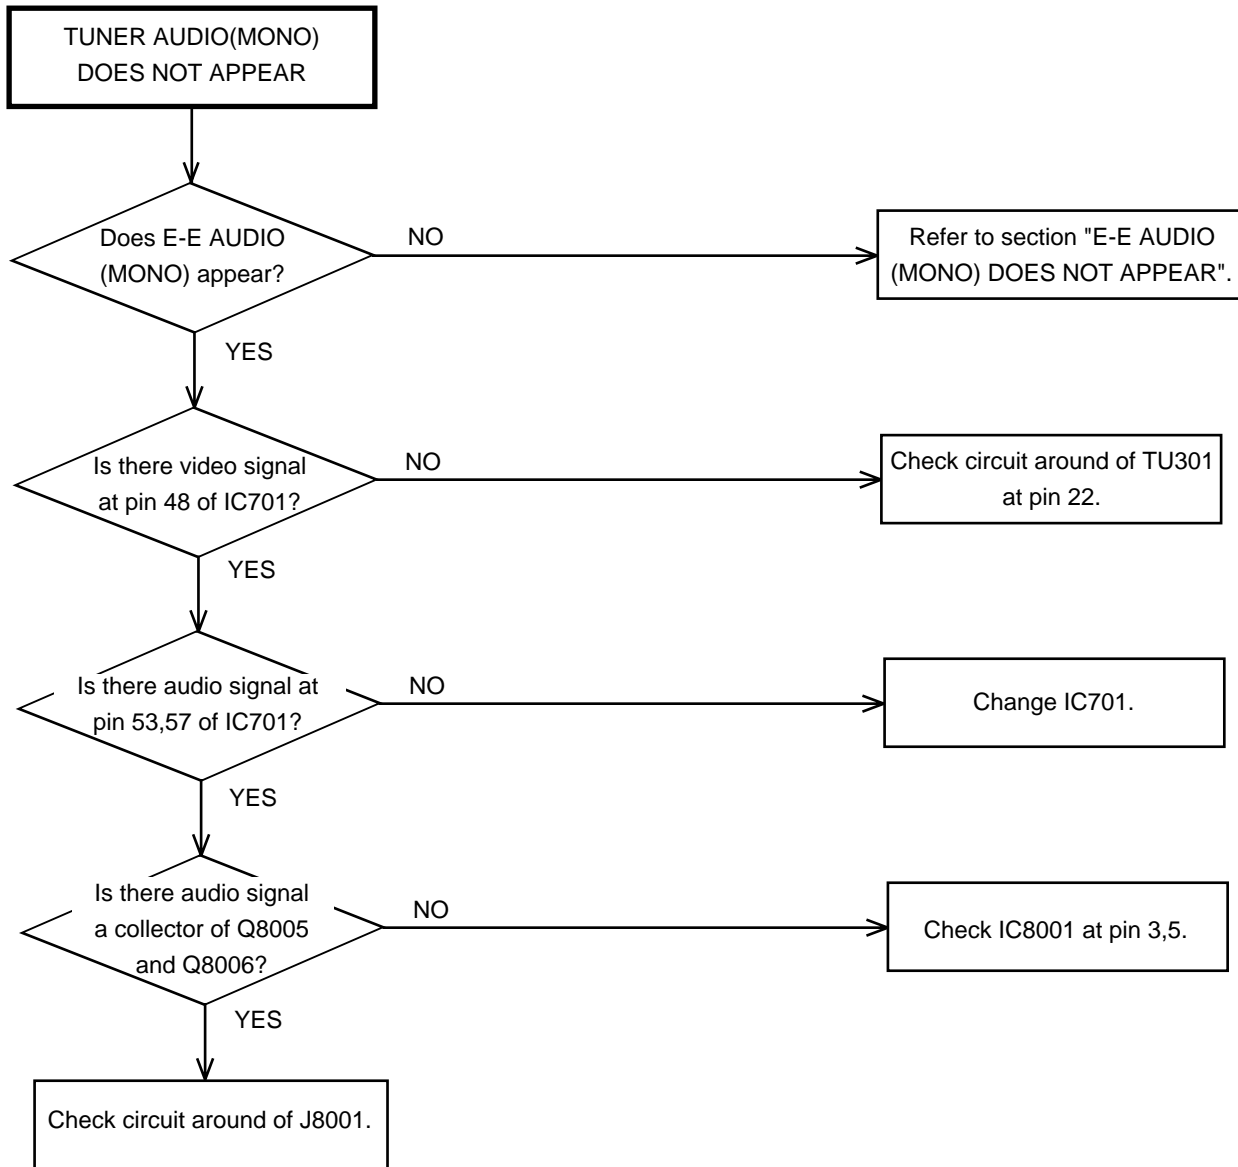 TUNER AUDIO(MONO)
DOES NOT APPEAR
Does E-E AUDIO
(MONO) appear?
NO
Refer to section "E-E AUDIO
(MONO) DOES NOT APPEAR".
YES
Is there video signal
at pin 48 of IC701?
NO
Check circuit around of TU301
at pin 22.
YES
Is there audio signal at
pin 53,57 of IC701?
NO
Change IC701.
YES
Is there audio signal
a collector of Q8005
and Q8006?
NO
Check IC8001 at pin 3,5.
YES
Check circuit around of J8001.